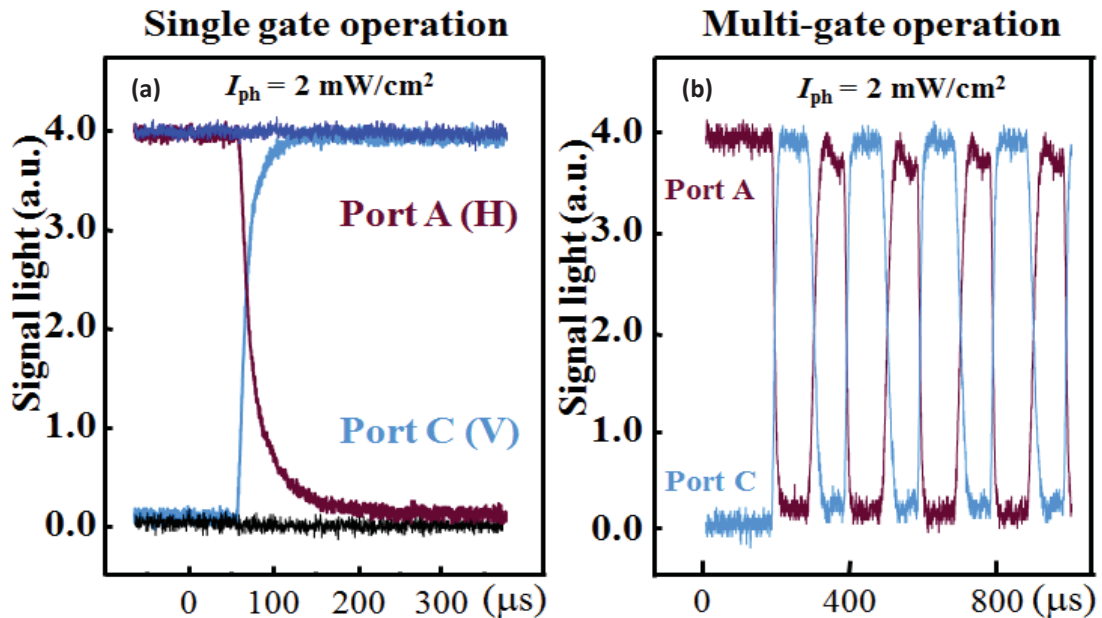 Single gate operation
(a)
I_ph = 2 mW/cm²
Signal light (a.u.)
4.0
3.0
2.0
1.0
0.0
Port A (H)
Port C (V)
0 100 200 300 (μs)
Multi-gate operation
(b)
I_ph = 2 mW/cm²
Signal light (a.u.)
4.0
3.0
2.0
1.0
0.0
Port A
Port C
0 400 800 (μs)